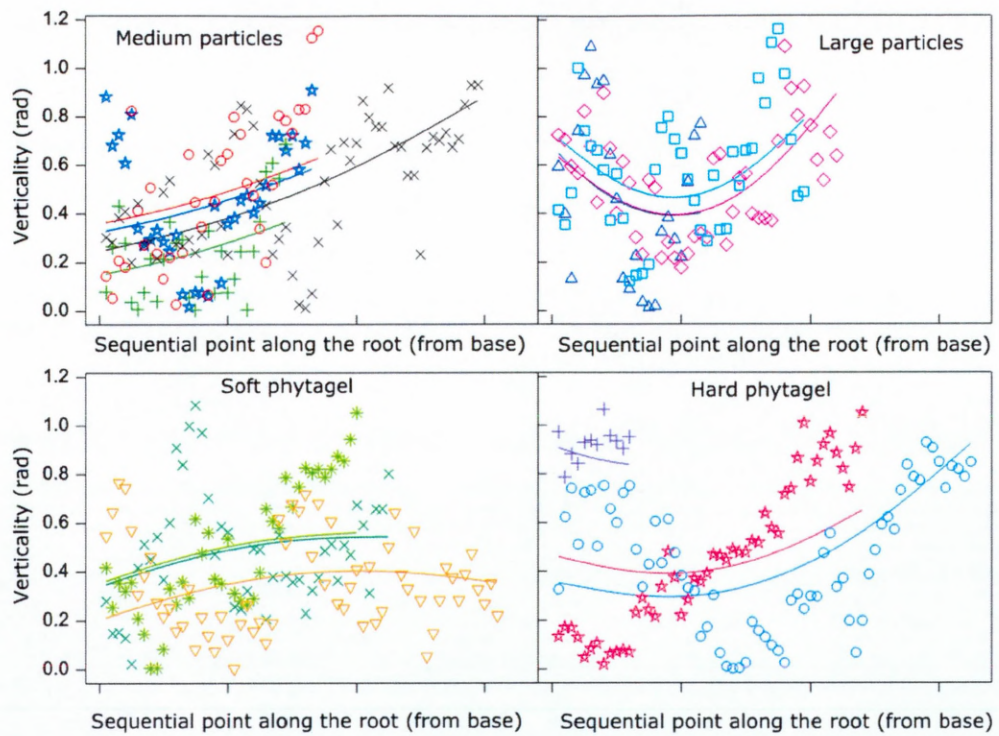 1.2
Medium particles
Large particles
1.0
0.8
0.6
0.4
0.2
0.0
Verticality (rad)
Sequential point along the root (from base)
Sequential point along the root (from base)
1.2
Soft phytagel
Hard phytagel
1.0
0.8
0.6
0.4
0.2
0.0
Verticality (rad)
Sequential point along the root (from base)
Sequential point along the root (from base)